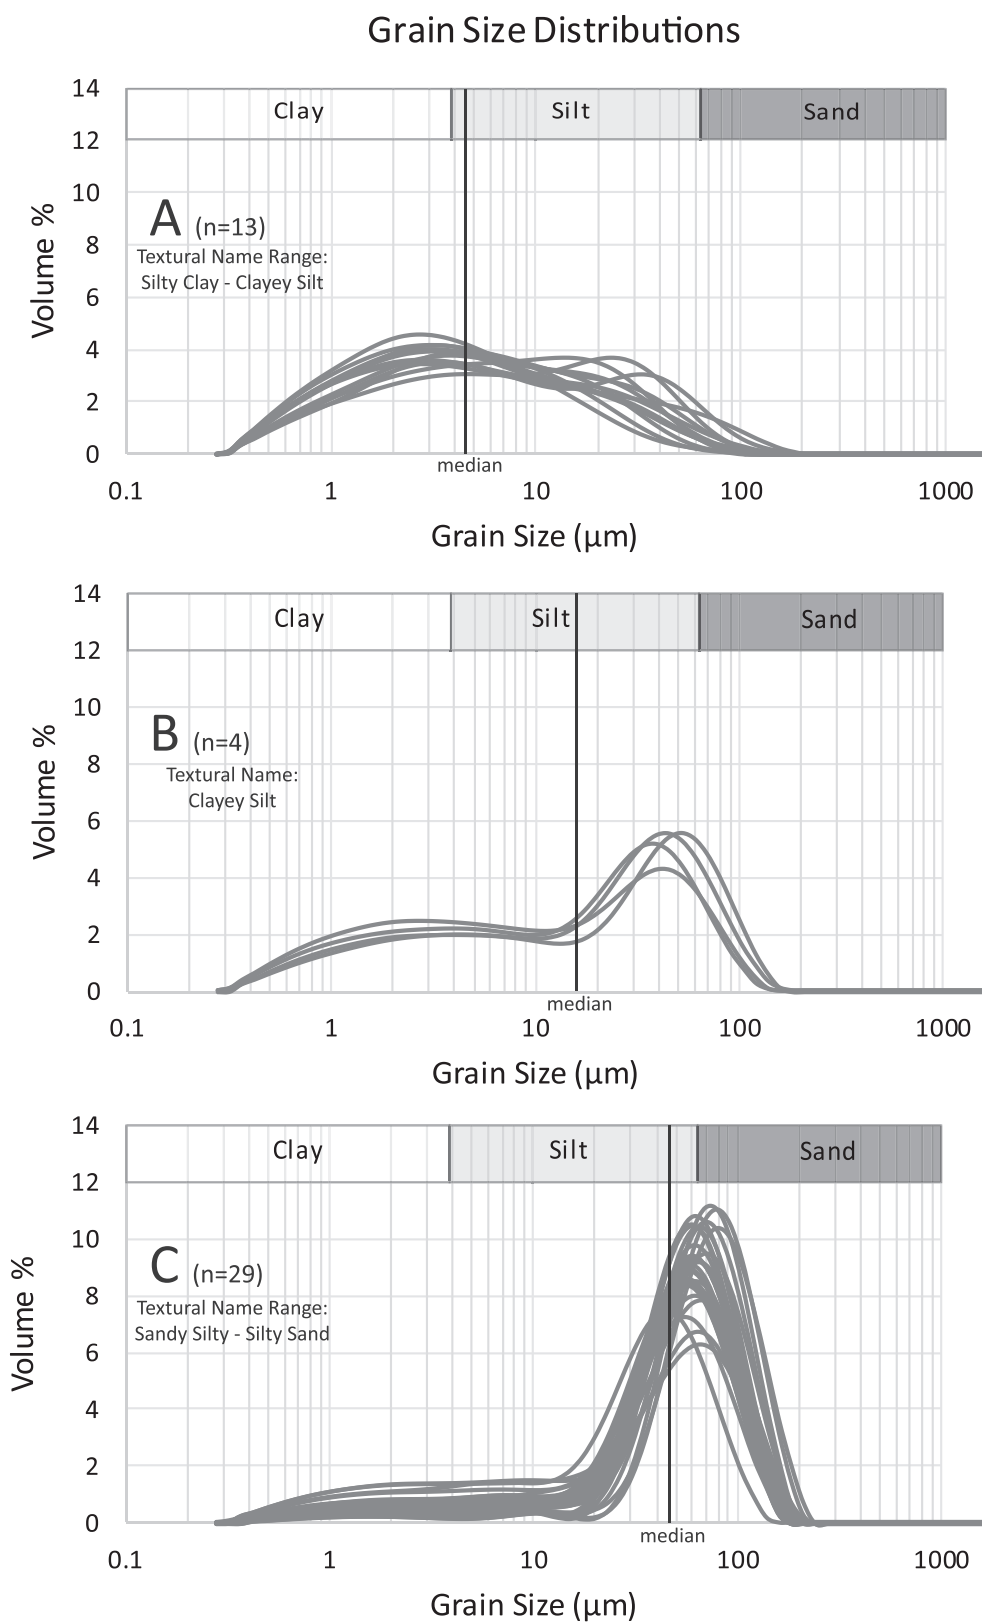 Grain Size Distributions
14
Clay Silt Sand
12
10
A (n=13)
8
Textural Name Range:
Silty Clay - Clayey Silt
6
4
2
0
Volume %
median
0.1 1 10 100 1000
Grain Size (µm)
14
Clay Silt Sand
12
10
B (n=4)
8
Textural Name:
Clayey Silt
6
4
2
0
Volume %
median
0.1 1 10 100 1000
Grain Size (µm)
14
Clay Silt Sand
12
10
C (n=29)
8
Textural Name Range:
Sandy Silty - Silty Sand
6
4
2
0
Volume %
median
0.1 1 10 100 1000
Grain Size (µm)